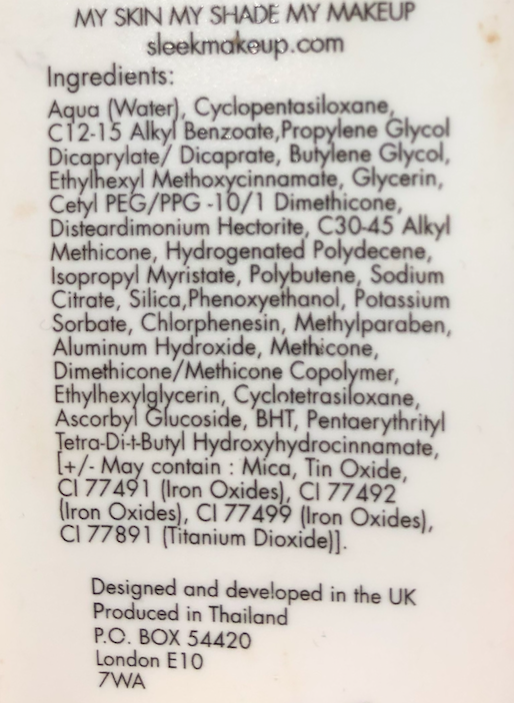 MY SKIN MY SHADE MY MAKEUP
sleekmakeup.com
Ingredients:
Aqua (Water), Cyclopentasiloxane,
C12-15 Alkyl Benzoate,Propylene Glycol
Dicaprylate/ Dicaprate, Butylene Glycol,
Ethylhexyl Methoxycinnamate, Glycerin,
Cetyl PEG/PPG -10/1 Dimethicone,
Disteardimonium Hectorite, C30-45 Alkyl
Methicone, Hydrogenated Polydecene,
Isopropyl Myristate, Polybutene, Sodium
Citrate, Silica,Phenoxyethanol, Potassium
Sorbate, Chlorphenesin, Methylparaben,
Aluminum Hydroxide, Methicone,
Dimethicone/Methicone Copolymer,
Ethylhexylglycerin, Cyclotetrasiloxane,
Ascorbyl Glucoside, BHT, Pentaerythrityl
Tetra-Di-t-Butyl Hydroxyhydrocinnamate,
[+/- May contain : Mica, Tin Oxide,
CI 77491 (Iron Oxides), CI 77492
(Iron Oxides), CI 77499 (Iron Oxides),
CI 77891 (Titanium Dioxide)].
Designed and developed in the UK
Produced in Thailand
P.O. BOX 54420
London E10
7WA